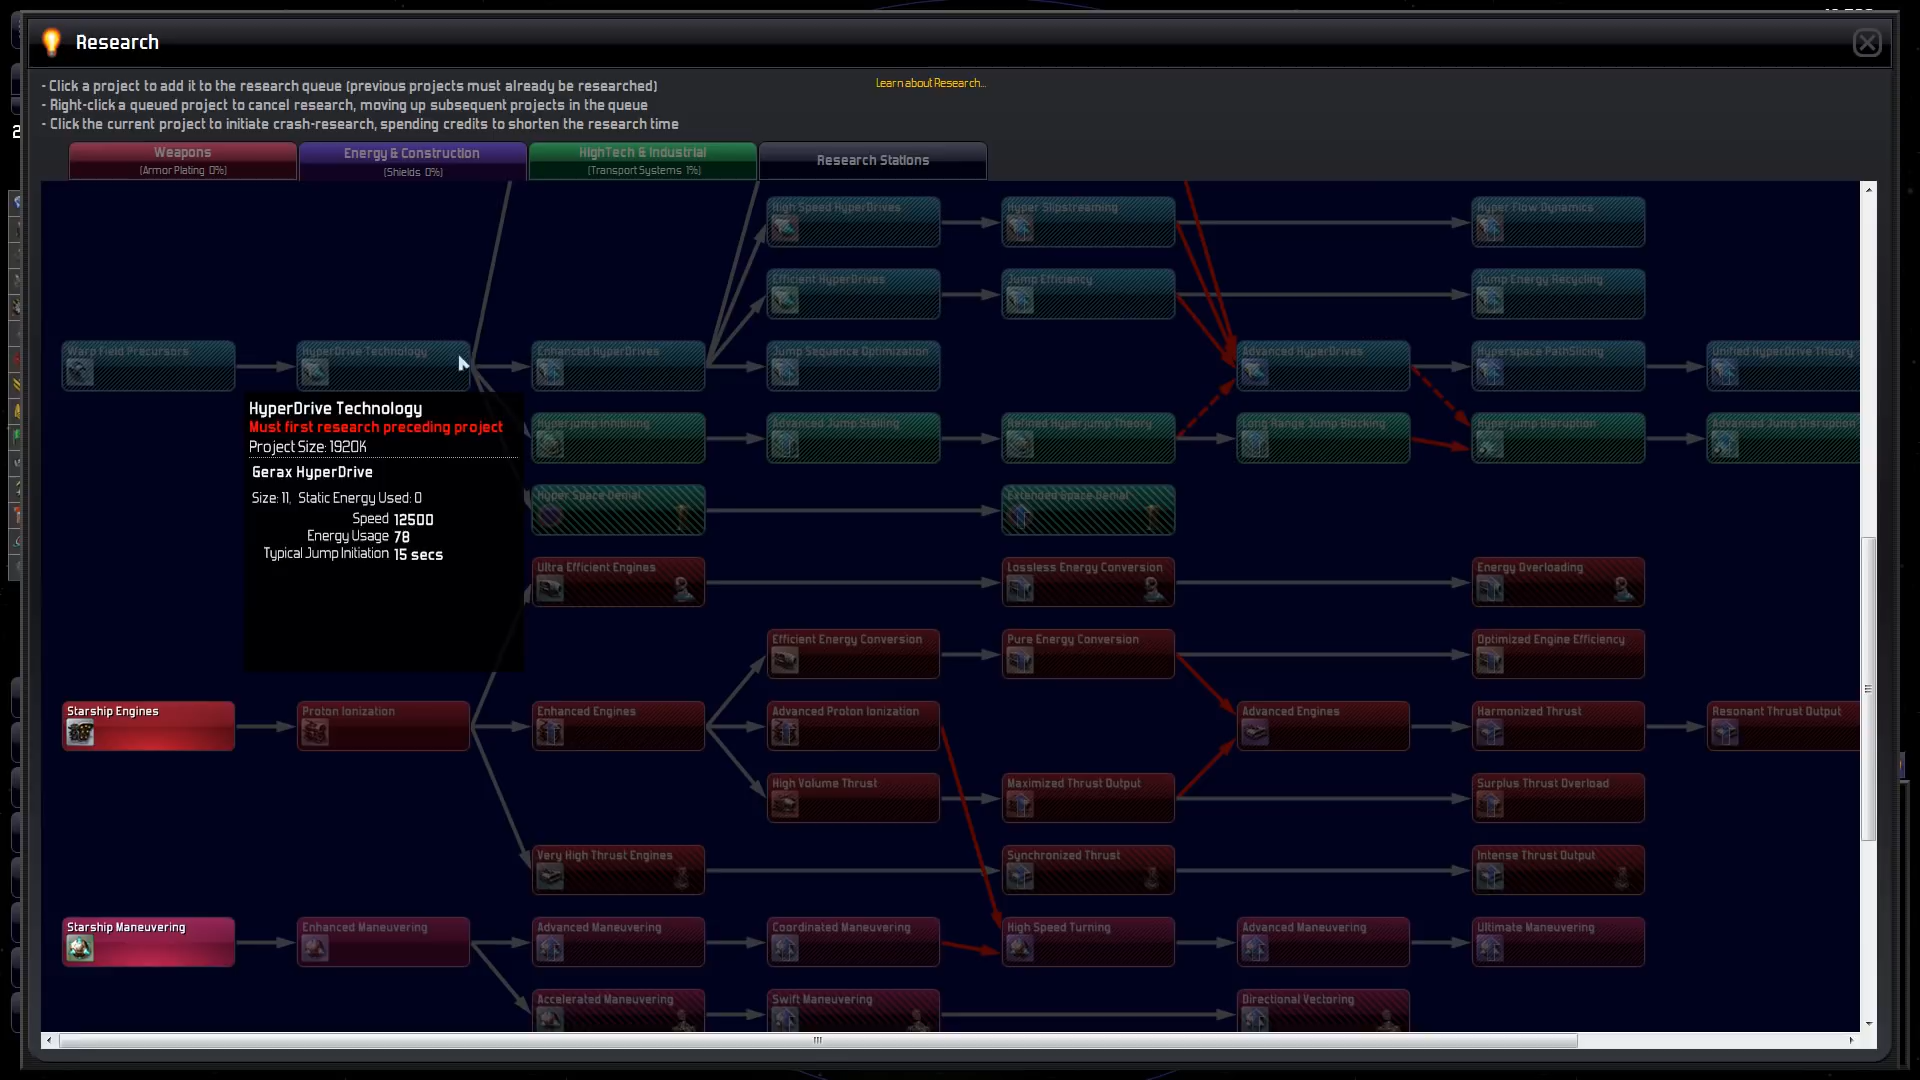 Research
- Click a project to add it to the research queue (previous projects must already be researched)
Learn about Research...
- Right-click a queued project to cancel research, moving up subsequent projects in the queue
- Click the current project to initiate crash-research, spending credits to shorten the research time
Weapons
(Armor Plating 0%)
Energy & Construction
(Shields 0%)
HighTech & Industrial
(Transport Systems 1%)
Research Stations
High Speed HyperDrives
Hyper Slipstreaming
Hyper Flow Dynamics
Efficient HyperDrives
Jump Efficiency
Jump Energy Recycling
Warp Field Precursors
HyperDrive Technology
Enhanced HyperDrives
Jump Sequence Optimization
Advanced HyperDrives
Hyperspace PathSlicing
Unified HyperDrive Theory
HyperDrive Technology
Must first research preceding project
Project Size: 1920K
Gerax HyperDrive
Size: 11, Static Energy Used: 0
Speed 12500
Energy Usage 78
Typical Jump Initiation 15 secs
Hyperjump Inhibiting
Advanced Jump Stalling
Refined Hyperjump Theory
Long Range Jump Blocking
Hyperjump Disruption
Advanced Jump Disruption
Hyper Space Denial
Extended Space Denial
Ultra Efficient Engines
Lossless Energy Conversion
Energy Overloading
Efficient Energy Conversion
Pure Energy Conversion
Optimized Engine Efficiency
Starship Engines
Proton Ionization
Enhanced Engines
Advanced Proton Ionization
Advanced Engines
Harmonized Thrust
Resonant Thrust Output
High Volume Thrust
Maximized Thrust Output
Surplus Thrust Overload
Very High Thrust Engines
Synchronized Thrust
Intense Thrust Output
Starship Maneuvering
Enhanced Maneuvering
Advanced Maneuvering
Coordinated Maneuvering
High Speed Turning
Advanced Maneuvering
Ultimate Maneuvering
Accelerated Maneuvering
Swift Maneuvering
Directional Vectoring